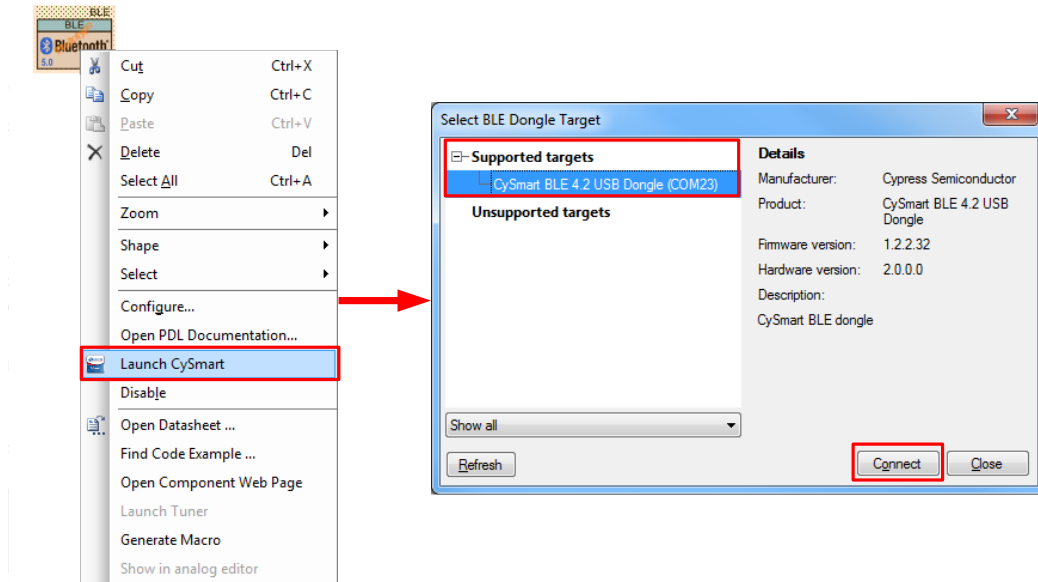 BLE
BLE
Bluetooth
5.0
Cut Ctrl+X
Copy Ctrl+C
Paste Ctrl+V
Delete Del
Select All Ctrl+A
Zoom
Shape
Select
Configure...
Open PDL Documentation...
Launch CySmart
Disable
Open Datasheet ...
Find Code Example ...
Open Component Web Page
Launch Tuner
Generate Macro
Show in analog editor
Select BLE Dongle Target
Supported targets
CySmart BLE 4.2 USB Dongle (COM23)
Unsupported targets
Show all
Refresh
Details
Manufacturer: Cypress Semiconductor
Product: CySmart BLE 4.2 USB
Dongle
Firmware version: 1.2.2.32
Hardware version: 2.0.0.0
Description:
CySmart BLE dongle
Connect Close